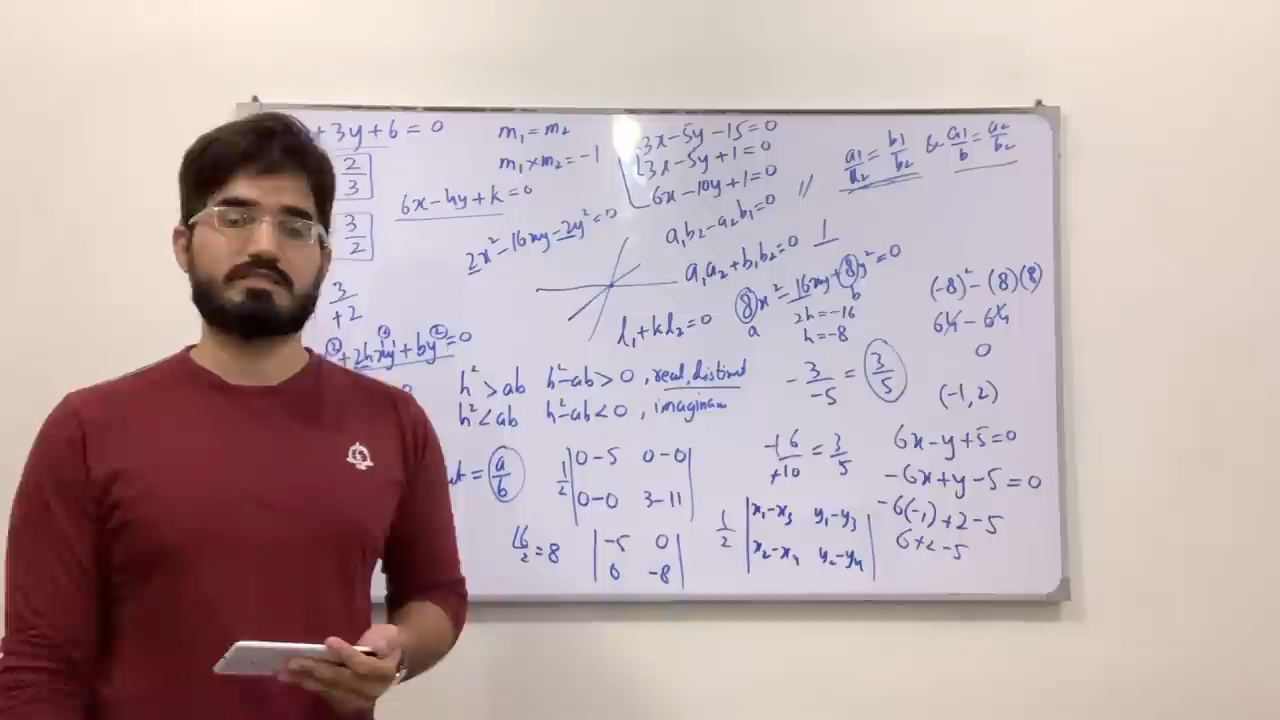 +3y+6=0
2/3
3/2
3/+2
+2hxy+by²=0
m₁=m₂
m₁×m₂=-1
6x-4y+k=0
2x²-16xy-2y²=0
3x-5y-15=0
3x-5y+1=0
6x-10y+1=0 //
a₁b₂-a₂b₁=0
a₁a₂+b₁b₂=0
l₁+kl₂=0
a₁/a₂=b₁/b₂ & a₁/b=a₂/b₂
8x²-16xy+8y²=0
a b
2h=-16
h=-8
(-8)²-(8)(8)
64-64
0
h²>ab h²-ab>0, real, distinct
h²<ab h²-ab<0,
-3/-5=3/5
(-1,2)
=a/b
1/2 |0-5 0-0|
|0-0 3-11|
16/2=8
|-5 0|
|0 -8|
-6/+10=3/5
1/2 |x₁-x₃ y₁-y₃|
|x₂-x₄ y₂-y₄|
6x-y+5=0
-6x+y-5=0
-6(-1)+2-5
6+2-5